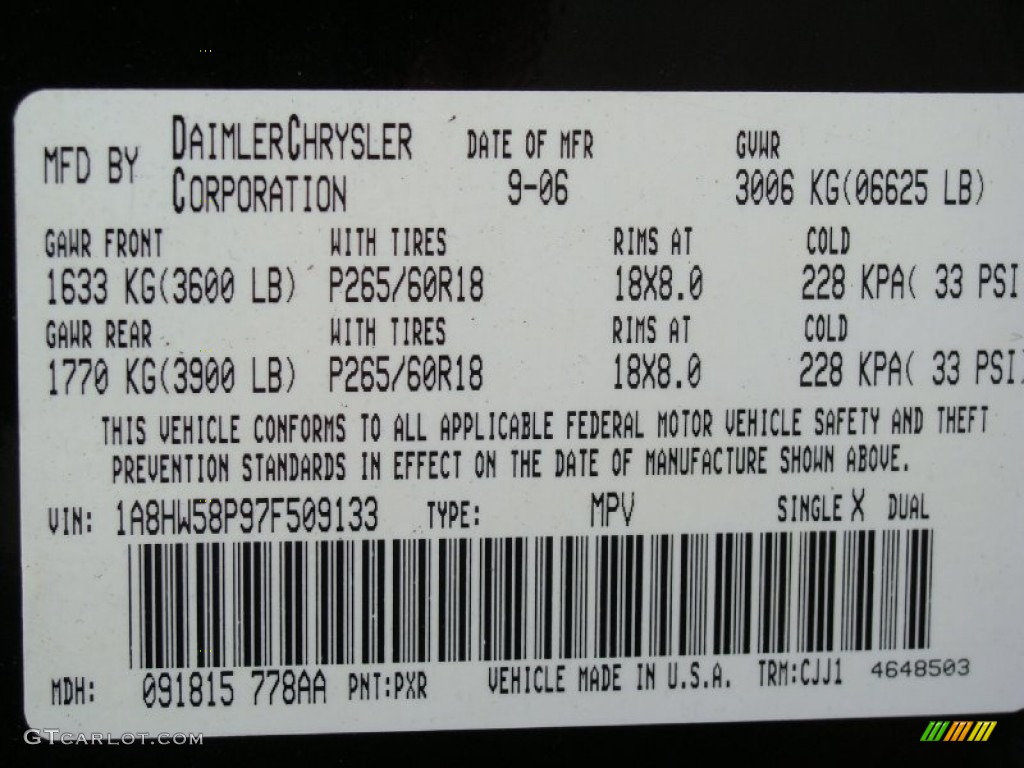 MFD BY DAIMLERCHRYSLER CORPORATION DATE OF MFR 9-06 GVWR 3006 KG(06625 LB)
GAWR FRONT WITH TIRES RIMS AT COLD
1633 KG(3600 LB) P265/60R18 18X8.0 228 KPA( 33 PSI
GAWR REAR WITH TIRES RIMS AT COLD
1770 KG(3900 LB) P265/60R18 18X8.0 228 KPA( 33 PSI)
THIS VEHICLE CONFORMS TO ALL APPLICABLE FEDERAL MOTOR VEHICLE SAFETY AND THEFT
PREVENTION STANDARDS IN EFFECT ON THE DATE OF MANUFACTURE SHOWN ABOVE.
VIN: 1A8HW58P97F509133 TYPE: MPV SINGLE X DUAL
MDH: 091815 778AA PNT:PXR VEHICLE MADE IN U.S.A. TRM:CJJ1 4648503
GTCARLOT.COM